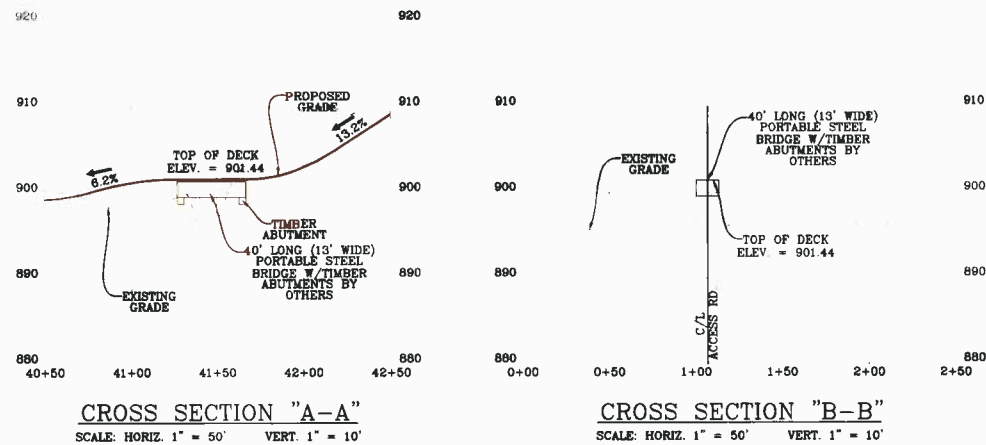 920
910
900
890
880
40+50
41+00
41+50
42+00
42+50
920
910
900
890
880
PROPOSED
GRADE
13.2%
TOP OF DECK
ELEV. = 901.44
6.2%
TIMBER
ABUTMENT
40' LONG (13' WIDE)
PORTABLE STEEL
BRIDGE W/TIMBER
ABUTMENTS BY
OTHERS
EXISTING
GRADE
CROSS SECTION "A-A"
SCALE: HORIZ. 1" = 50' VERT. 1" = 10'
910
900
890
880
0+00
0+50
1+00
1+50
2+00
2+50
40' LONG (13' WIDE)
PORTABLE STEEL
BRIDGE W/TIMBER
ABUTMENTS BY
OTHERS
EXISTING
GRADE
TOP OF DECK
ELEV. = 901.44
C/L
ACCESS RD
CROSS SECTION "B-B"
SCALE: HORIZ. 1" = 50' VERT. 1" = 10'